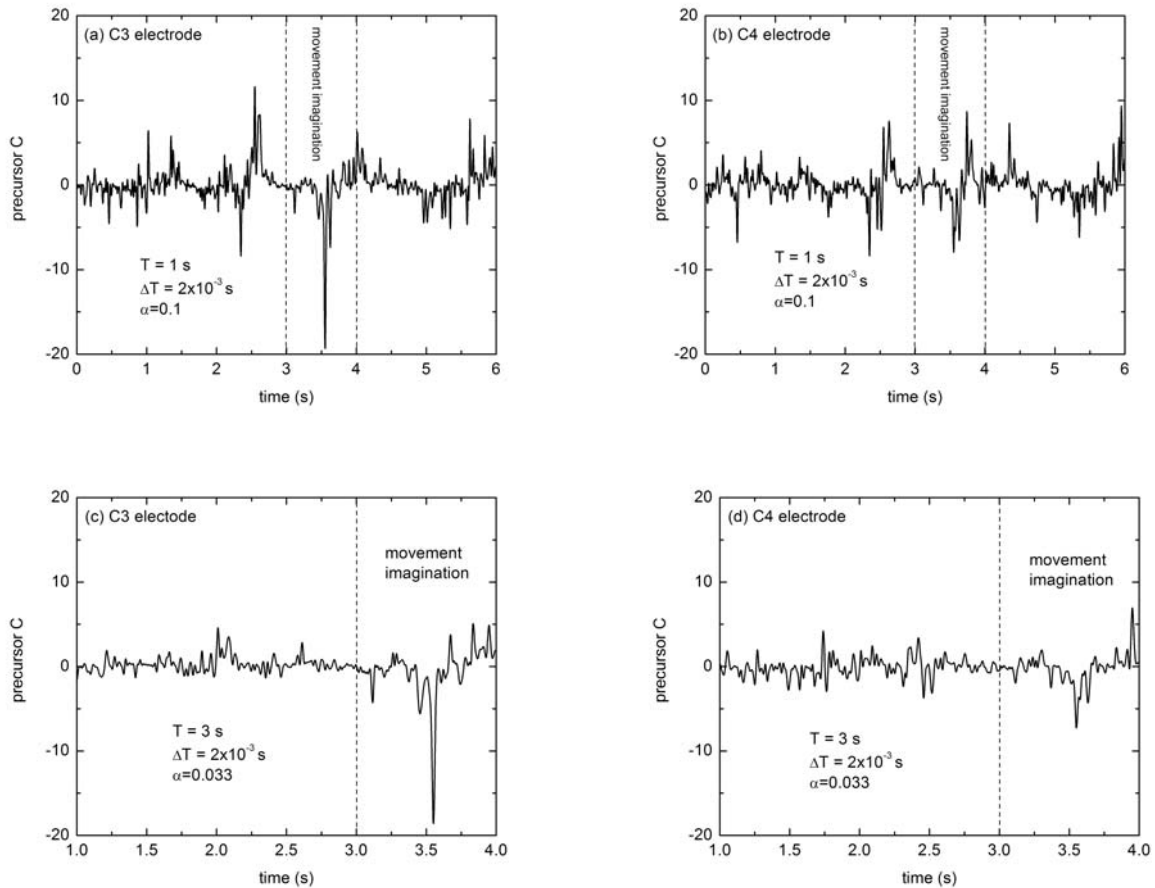 (a) C3 electrode
movement imagination
precursor C
20
10
0
-10
-20
T = 1 s
ΔT = 2x10⁻³ s
α=0.1
0 1 2 3 4 5 6
time (s)
(b) C4 electrode
movement imagination
precursor C
20
10
0
-10
-20
T = 1 s
ΔT = 2x10⁻³ s
α=0.1
0 1 2 3 4 5 6
time (s)
(c) C3 electode
movement
imagination
precursor C
20
10
0
-10
-20
T = 3 s
ΔT = 2x10⁻³ s
α=0.033
1.0 1.5 2.0 2.5 3.0 3.5 4.0
time (s)
(d) C4 electrode
movement
imagination
precursor C
20
10
0
-10
-20
T = 3 s
ΔT = 2x10⁻³ s
α=0.033
1.0 1.5 2.0 2.5 3.0 3.5 4.0
time (s)